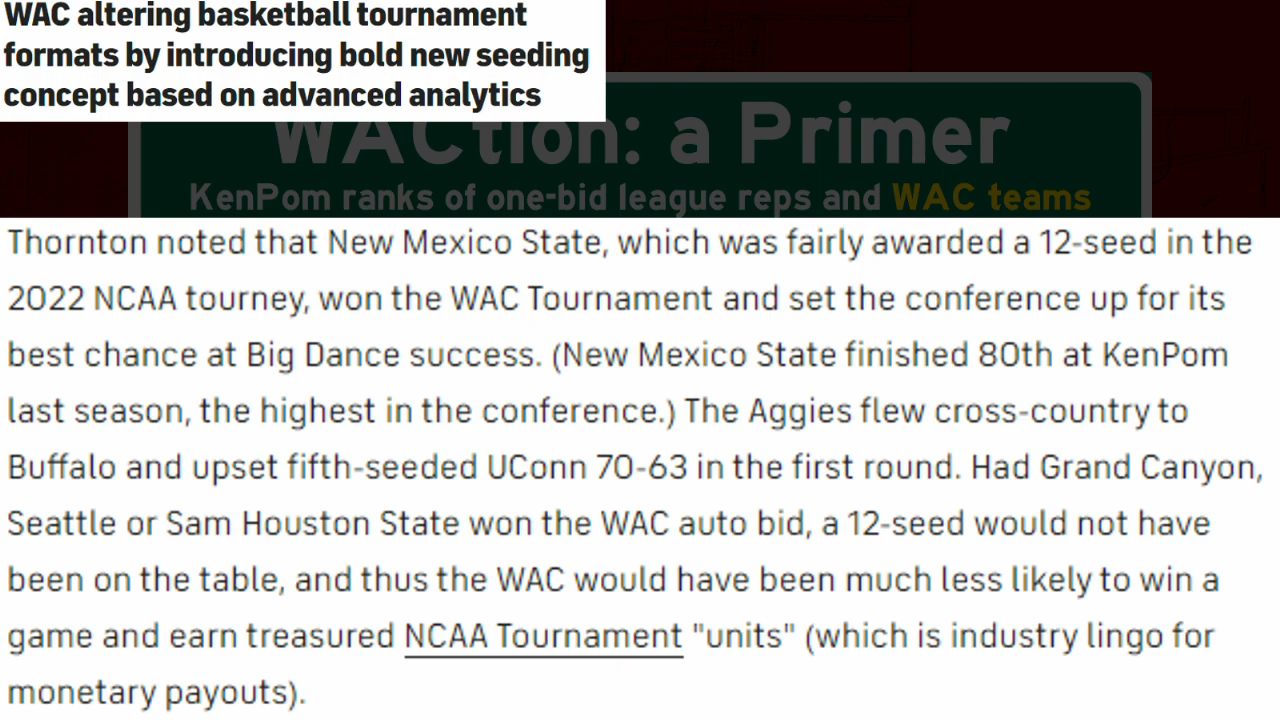 WAC altering basketball tournament
formats by introducing bold new seeding
concept based on advanced analytics
WACtion: a Primer
KenPom ranks of one-bid league reps and WAC teams
Thornton noted that New Mexico State, which was fairly awarded a 12-seed in the
2022 NCAA tourney, won the WAC Tournament and set the conference up for its
best chance at Big Dance success. (New Mexico State finished 80th at KenPom
last season, the highest in the conference.) The Aggies flew cross-country to
Buffalo and upset fifth-seeded UConn 70-63 in the first round. Had Grand Canyon,
Seattle or Sam Houston State won the WAC auto bid, a 12-seed would not have
been on the table, and thus the WAC would have been much less likely to win a
game and earn treasured NCAA Tournament "units" (which is industry lingo for
monetary payouts).